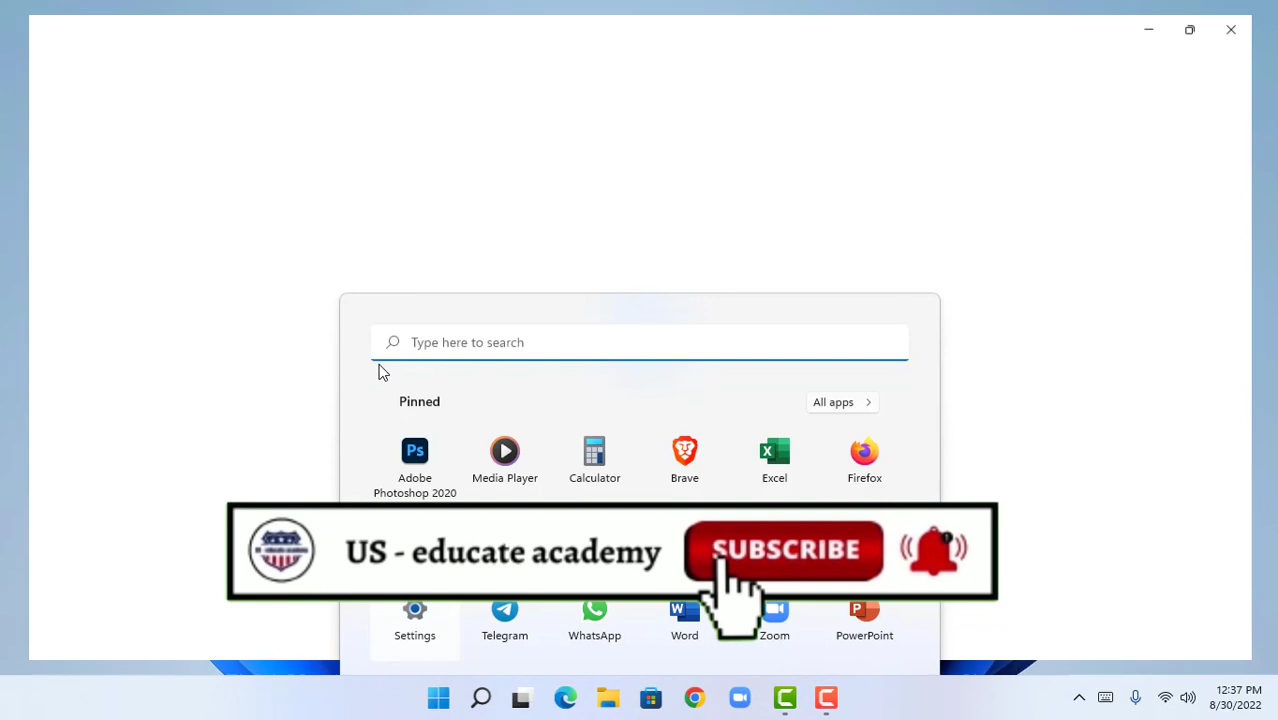 Type here to search
Pinned
All apps
Ps
Adobe
Photoshop 2020
Media Player
Calculator
Brave
Excel
Firefox
US - educate academy
SUBSCRIBE
Settings
Telegram
WhatsApp
Word
Zoom
PowerPoint
12:37 PM
8/30/2022